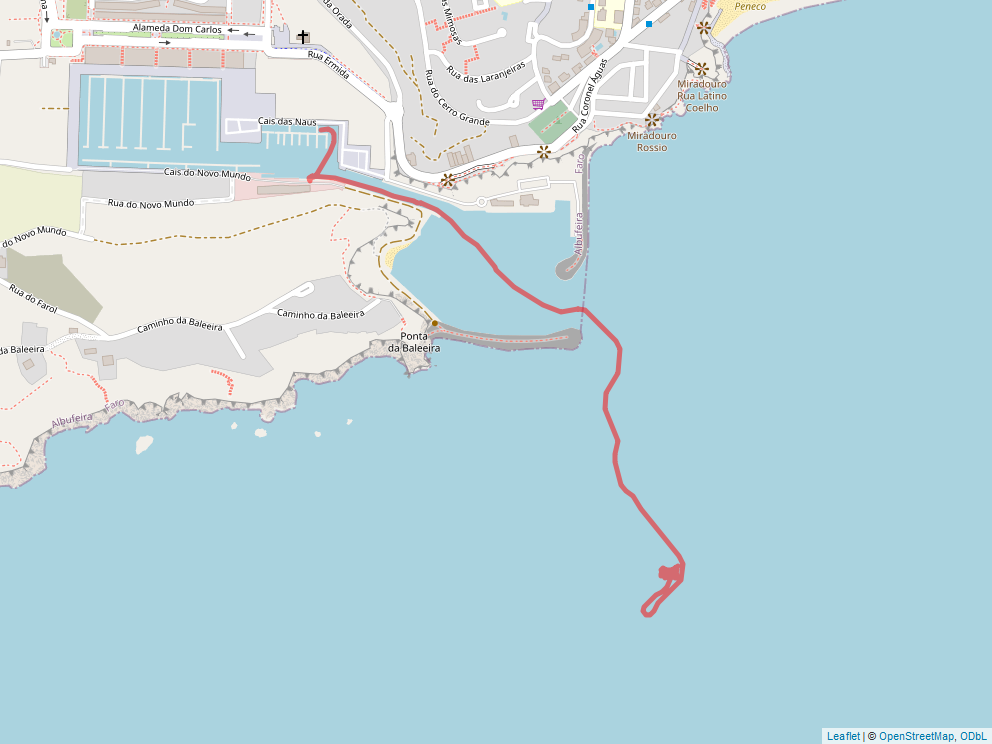 da Orada
Peneco
Alameda Dom Carlos
Rua Ermida
Rua das Laranjeiras
Rua do Cerro Grande
Rua Coronel Águas
Miradouro
Rua Latino
Coelho
Miradouro
Rossio
Cais das Naus
Cais do Novo Mundo
Rua do Novo Mundo
do Novo Mundo
Faro
Albufeira
Rua do Farol
Caminho da Baleeira
Caminho da Baleeira
da Baleeira
Ponta
da Baleeira
Albufeira
Faro
Leaflet | © OpenStreetMap, ODbL